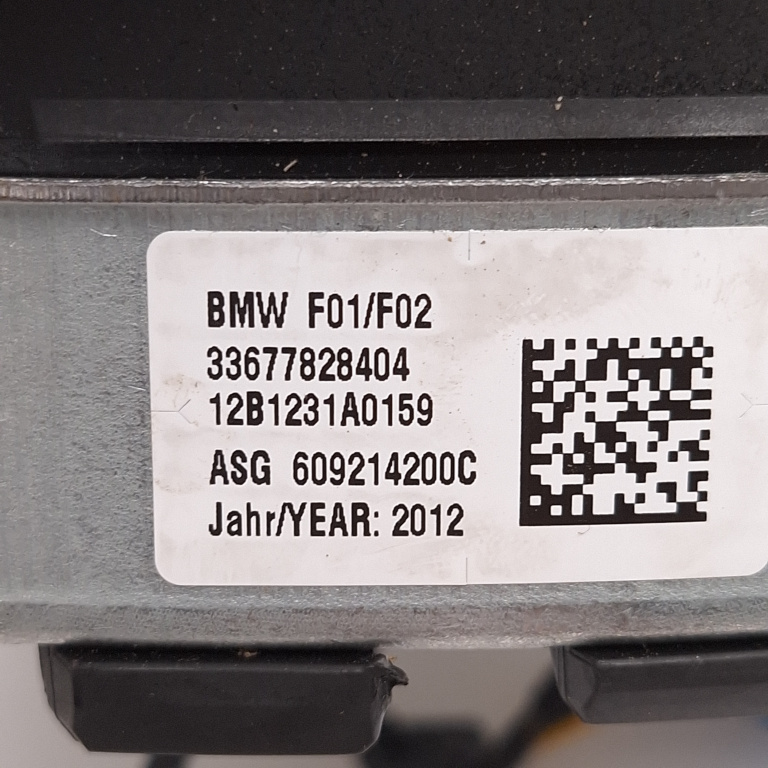 BMW F01/F02
33677828404
12B1231A0159
ASG 609214200C
Jahr/YEAR: 2012